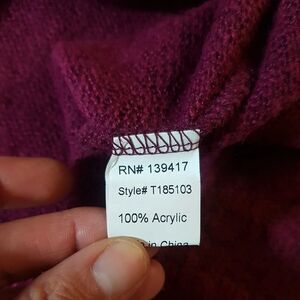 RN# 139417
Style# T185103
100% Acrylic
in China